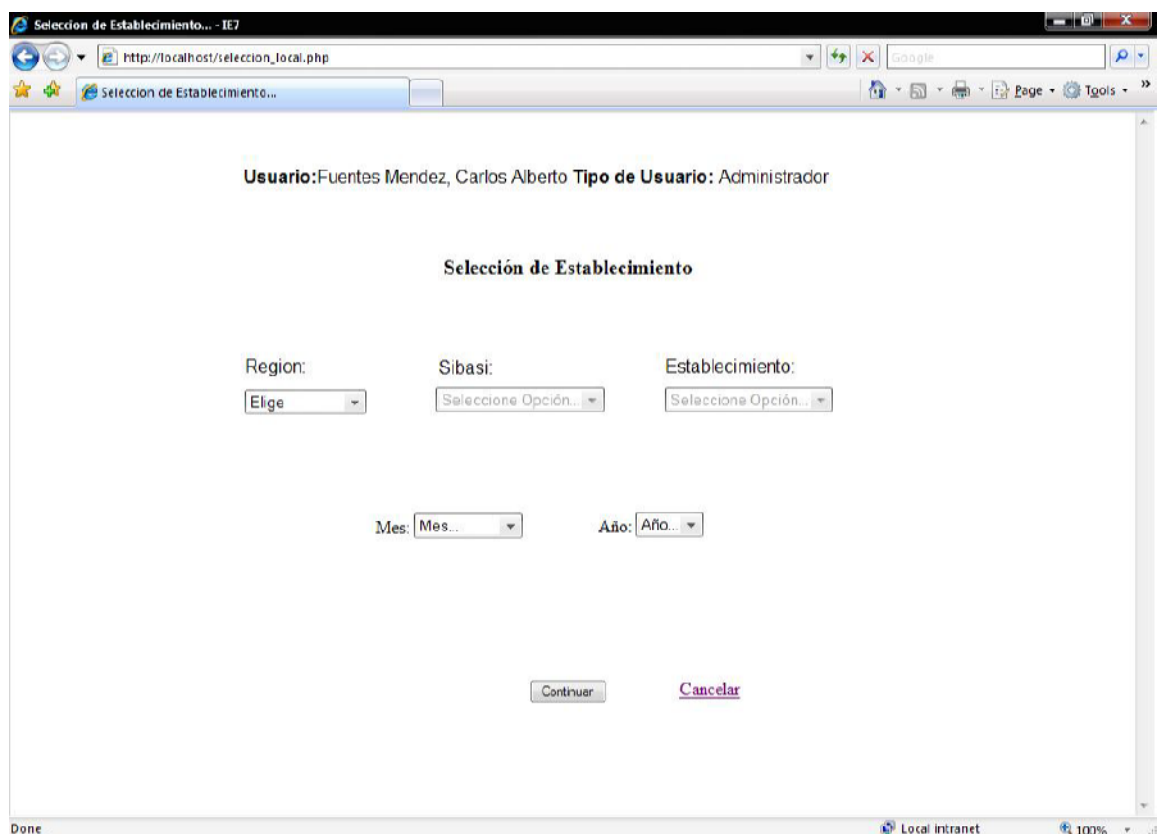 Seleccion de Establecimiento... - IE7
http://localhost/seleccion_local.php
Google
Seleccion de Establecimiento...
Page
Tools
Usuario:Fuentes Mendez, Carlos Alberto Tipo de Usuario: Administrador
Selección de Establecimiento
Region: Sibasi: Establecimiento:
Elige Seleccione Opción... Seleccione Opción...
Mes: Mes... Año: Año...
Continuar Cancelar
Done Local intranet 100%